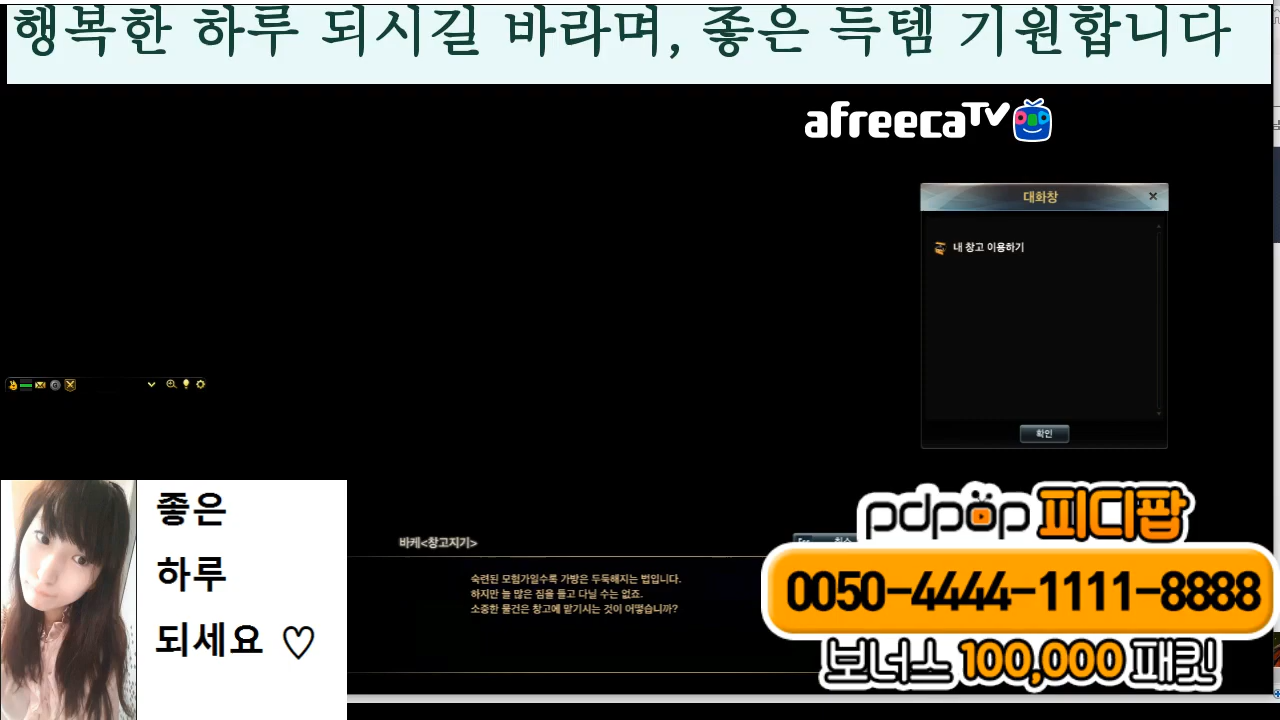 행복한 하루 되시길 바라며, 좋은 득템 기원합니다
afreecaTV
대화창
내 창고 이용하기
확인
좋은
하루
되세요 ♡
바케<창고지기>
숙련된 모험가일수록 가방은 두둑해지는 법입니다.
하지만 늘 많은 짐을 들고 다닐 수는 없죠.
소중한 물건은 창고에 맡기시는 것이 어떻습니까?
Esc 취소
pdpop 피디팝
0050-4444-1111-8888
보너스 100,000 패킷